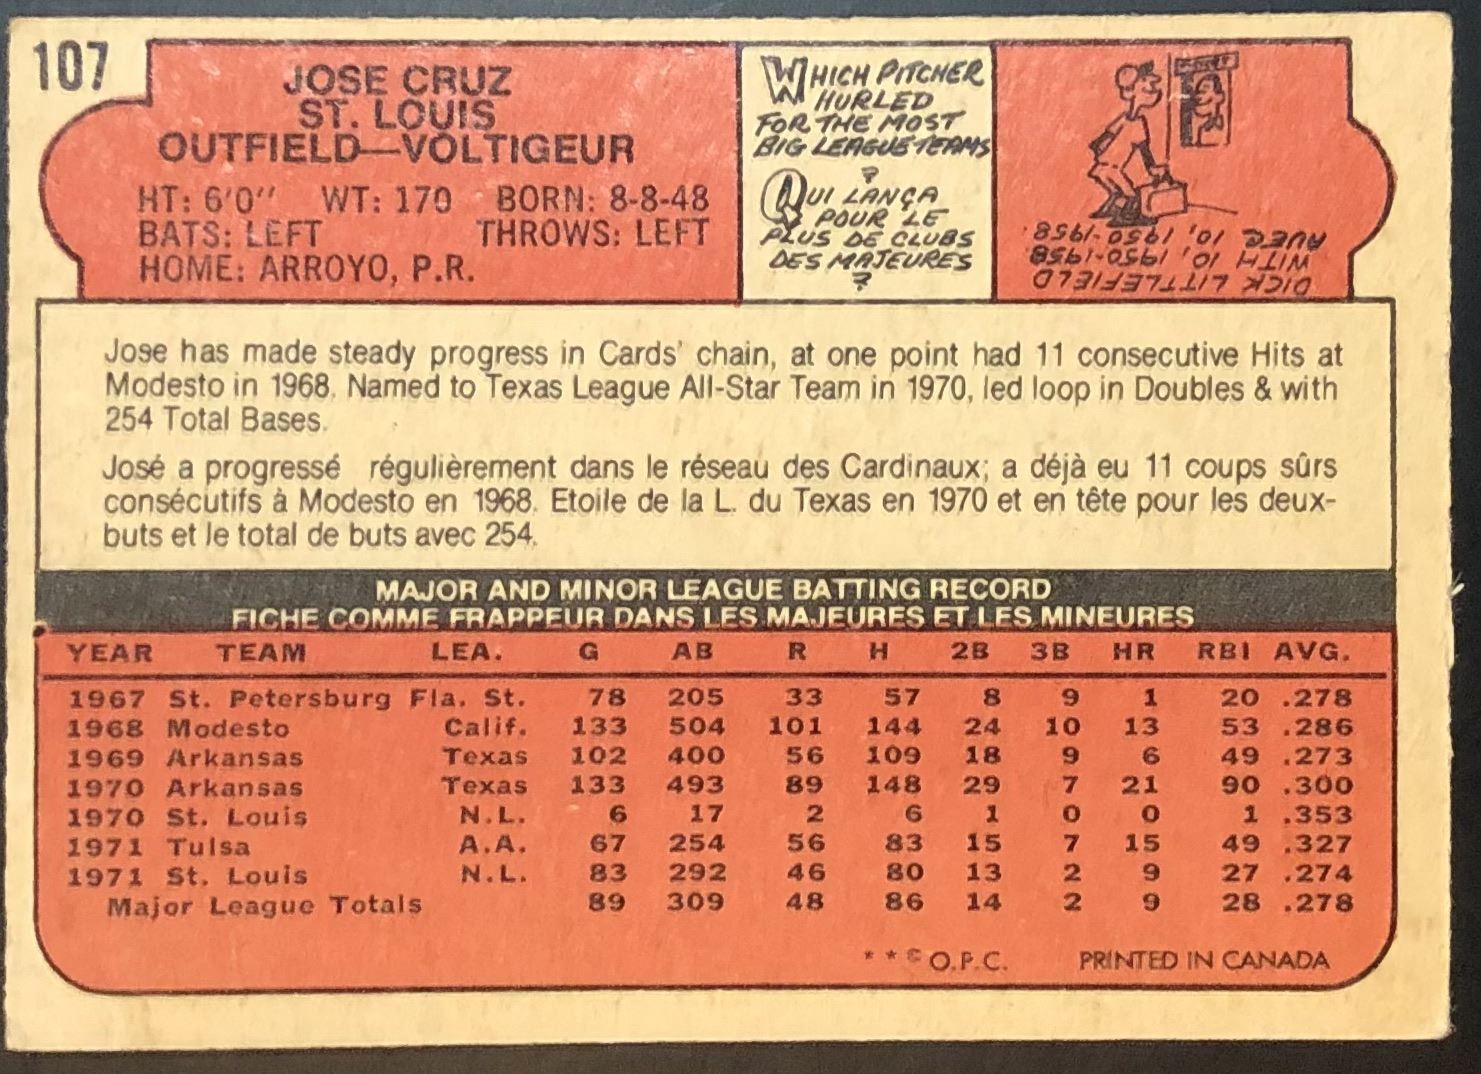 107
JOSE CRUZ
ST. LOUIS
OUTFIELD—VOLTIGEUR
HT: 6'0" WT: 170 BORN: 8-8-48
BATS: LEFT THROWS: LEFT
HOME: ARROYO, P.R.
WHICH PITCHER
HURLED
FOR THE MOST
BIG LEAGUE TEAMS
?
QUI LANÇA
POUR LE
PLUS DE CLUBS
DES MAJEURES
?
DICK LITTLEFIELD
WITH 10, 1950-1958
AVEC 10, 1950-1958.
Jose has made steady progress in Cards' chain, at one point had 11 consecutive Hits at
Modesto in 1968. Named to Texas League All-Star Team in 1970, led loop in Doubles & with
254 Total Bases.
José a progressé régulièrement dans le réseau des Cardinaux; a déjà eu 11 coups sûrs
consécutifs à Modesto en 1968. Etoile de la L. du Texas en 1970 et en tête pour les deux-
buts et le total de buts avec 254.
MAJOR AND MINOR LEAGUE BATTING RECORD
FICHE COMME FRAPPEUR DANS LES MAJEURES ET LES MINEURES
YEAR TEAM LEA. G AB R H 2B 3B HR RBI AVG.
1967 St. Petersburg Fla. St. 78 205 33 57 8 9 1 20 .278
1968 Modesto Calif. 133 504 101 144 24 10 13 53 .286
1969 Arkansas Texas 102 400 56 109 18 9 6 49 .273
1970 Arkansas Texas 133 493 89 148 29 7 21 90 .300
1970 St. Louis N.L. 6 17 2 6 1 0 0 1 .353
1971 Tulsa A.A. 67 254 56 83 15 7 15 49 .327
1971 St. Louis N.L. 83 292 46 80 13 2 9 27 .274
Major League Totals 89 309 48 86 14 2 9 28 .278
* * © O.P.C. PRINTED IN CANADA